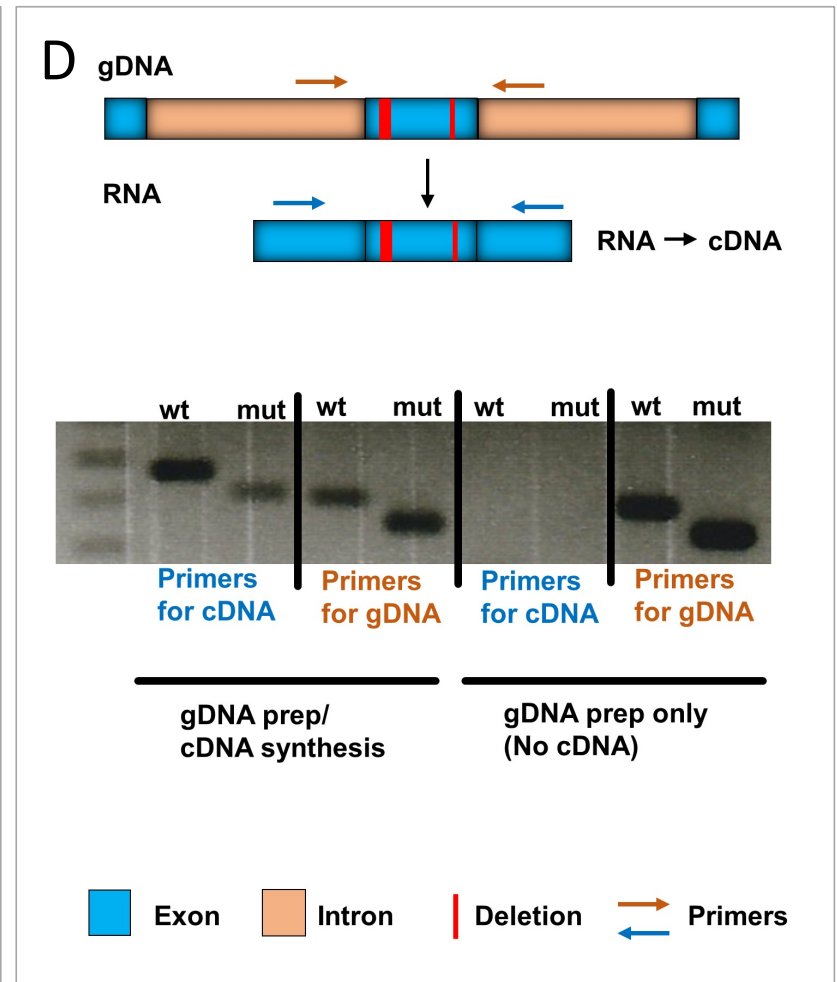 D gDNA
RNA
RNA → cDNA
wt mut wt mut wt mut wt mut
Primers for cDNA
Primers for gDNA
Primers for cDNA
Primers for gDNA
gDNA prep/
cDNA synthesis
gDNA prep only
(No cDNA)
Exon Intron Deletion Primers